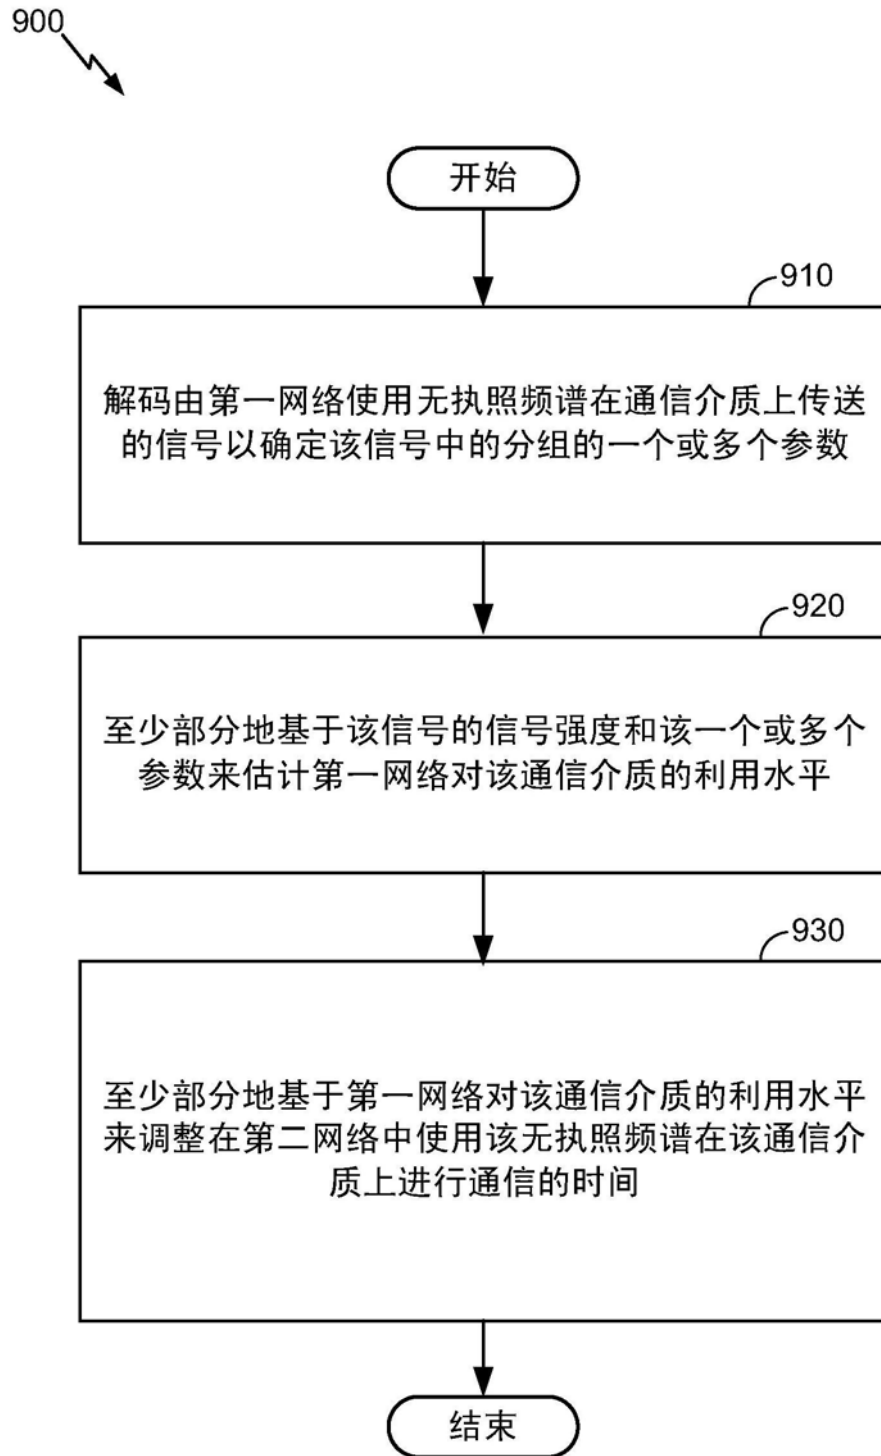 900
开始
910
解码由第一网络使用无执照频谱在通信介质上传送
的信号以确定该信号中的分组的一个或多个参数
920
至少部分地基于该信号的信号强度和该一个或多个
参数来估计第一网络对该通信介质的利用水平
930
至少部分地基于第一网络对该通信介质的利用水平
来调整在第二网络中使用该无执照频谱在该通信介
质上进行通信的时间
结束